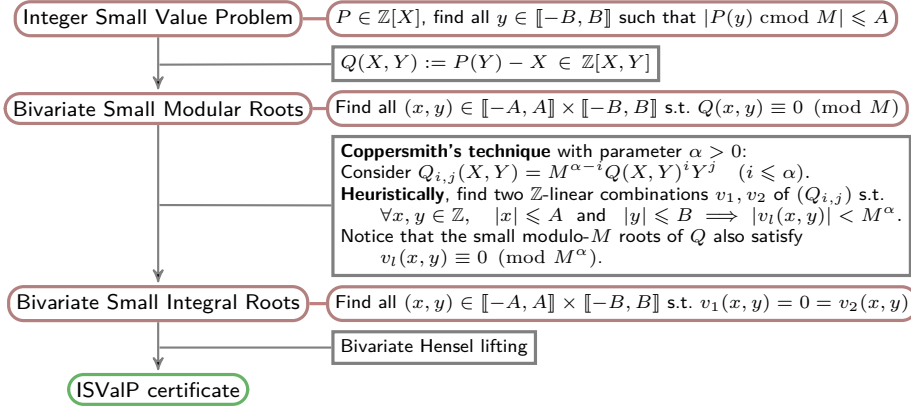 Integer Small Value Problem
P ∈ ℤ[X], find all y ∈ ⟦−B, B⟧ such that |P(y) cmod M| ⩽ A
Q(X, Y) := P(Y) − X ∈ ℤ[X, Y]
Bivariate Small Modular Roots
Find all (x, y) ∈ ⟦−A, A⟧ × ⟦−B, B⟧ s.t. Q(x, y) ≡ 0 (mod M)
Coppersmith's technique with parameter α > 0:
Consider Q_{i,j}(X, Y) = M^{α−i}Q(X, Y)^i Y^j (i ⩽ α).
Heuristically, find two ℤ-linear combinations v_1, v_2 of (Q_{i,j}) s.t.
∀x, y ∈ ℤ, |x| ⩽ A and |y| ⩽ B ⟹ |v_l(x, y)| < M^α.
Notice that the small modulo-M roots of Q also satisfy
v_l(x, y) ≡ 0 (mod M^α).
Bivariate Small Integral Roots
Find all (x, y) ∈ ⟦−A, A⟧ × ⟦−B, B⟧ s.t. v_1(x, y) = 0 = v_2(x, y)
Bivariate Hensel lifting
ISValP certificate